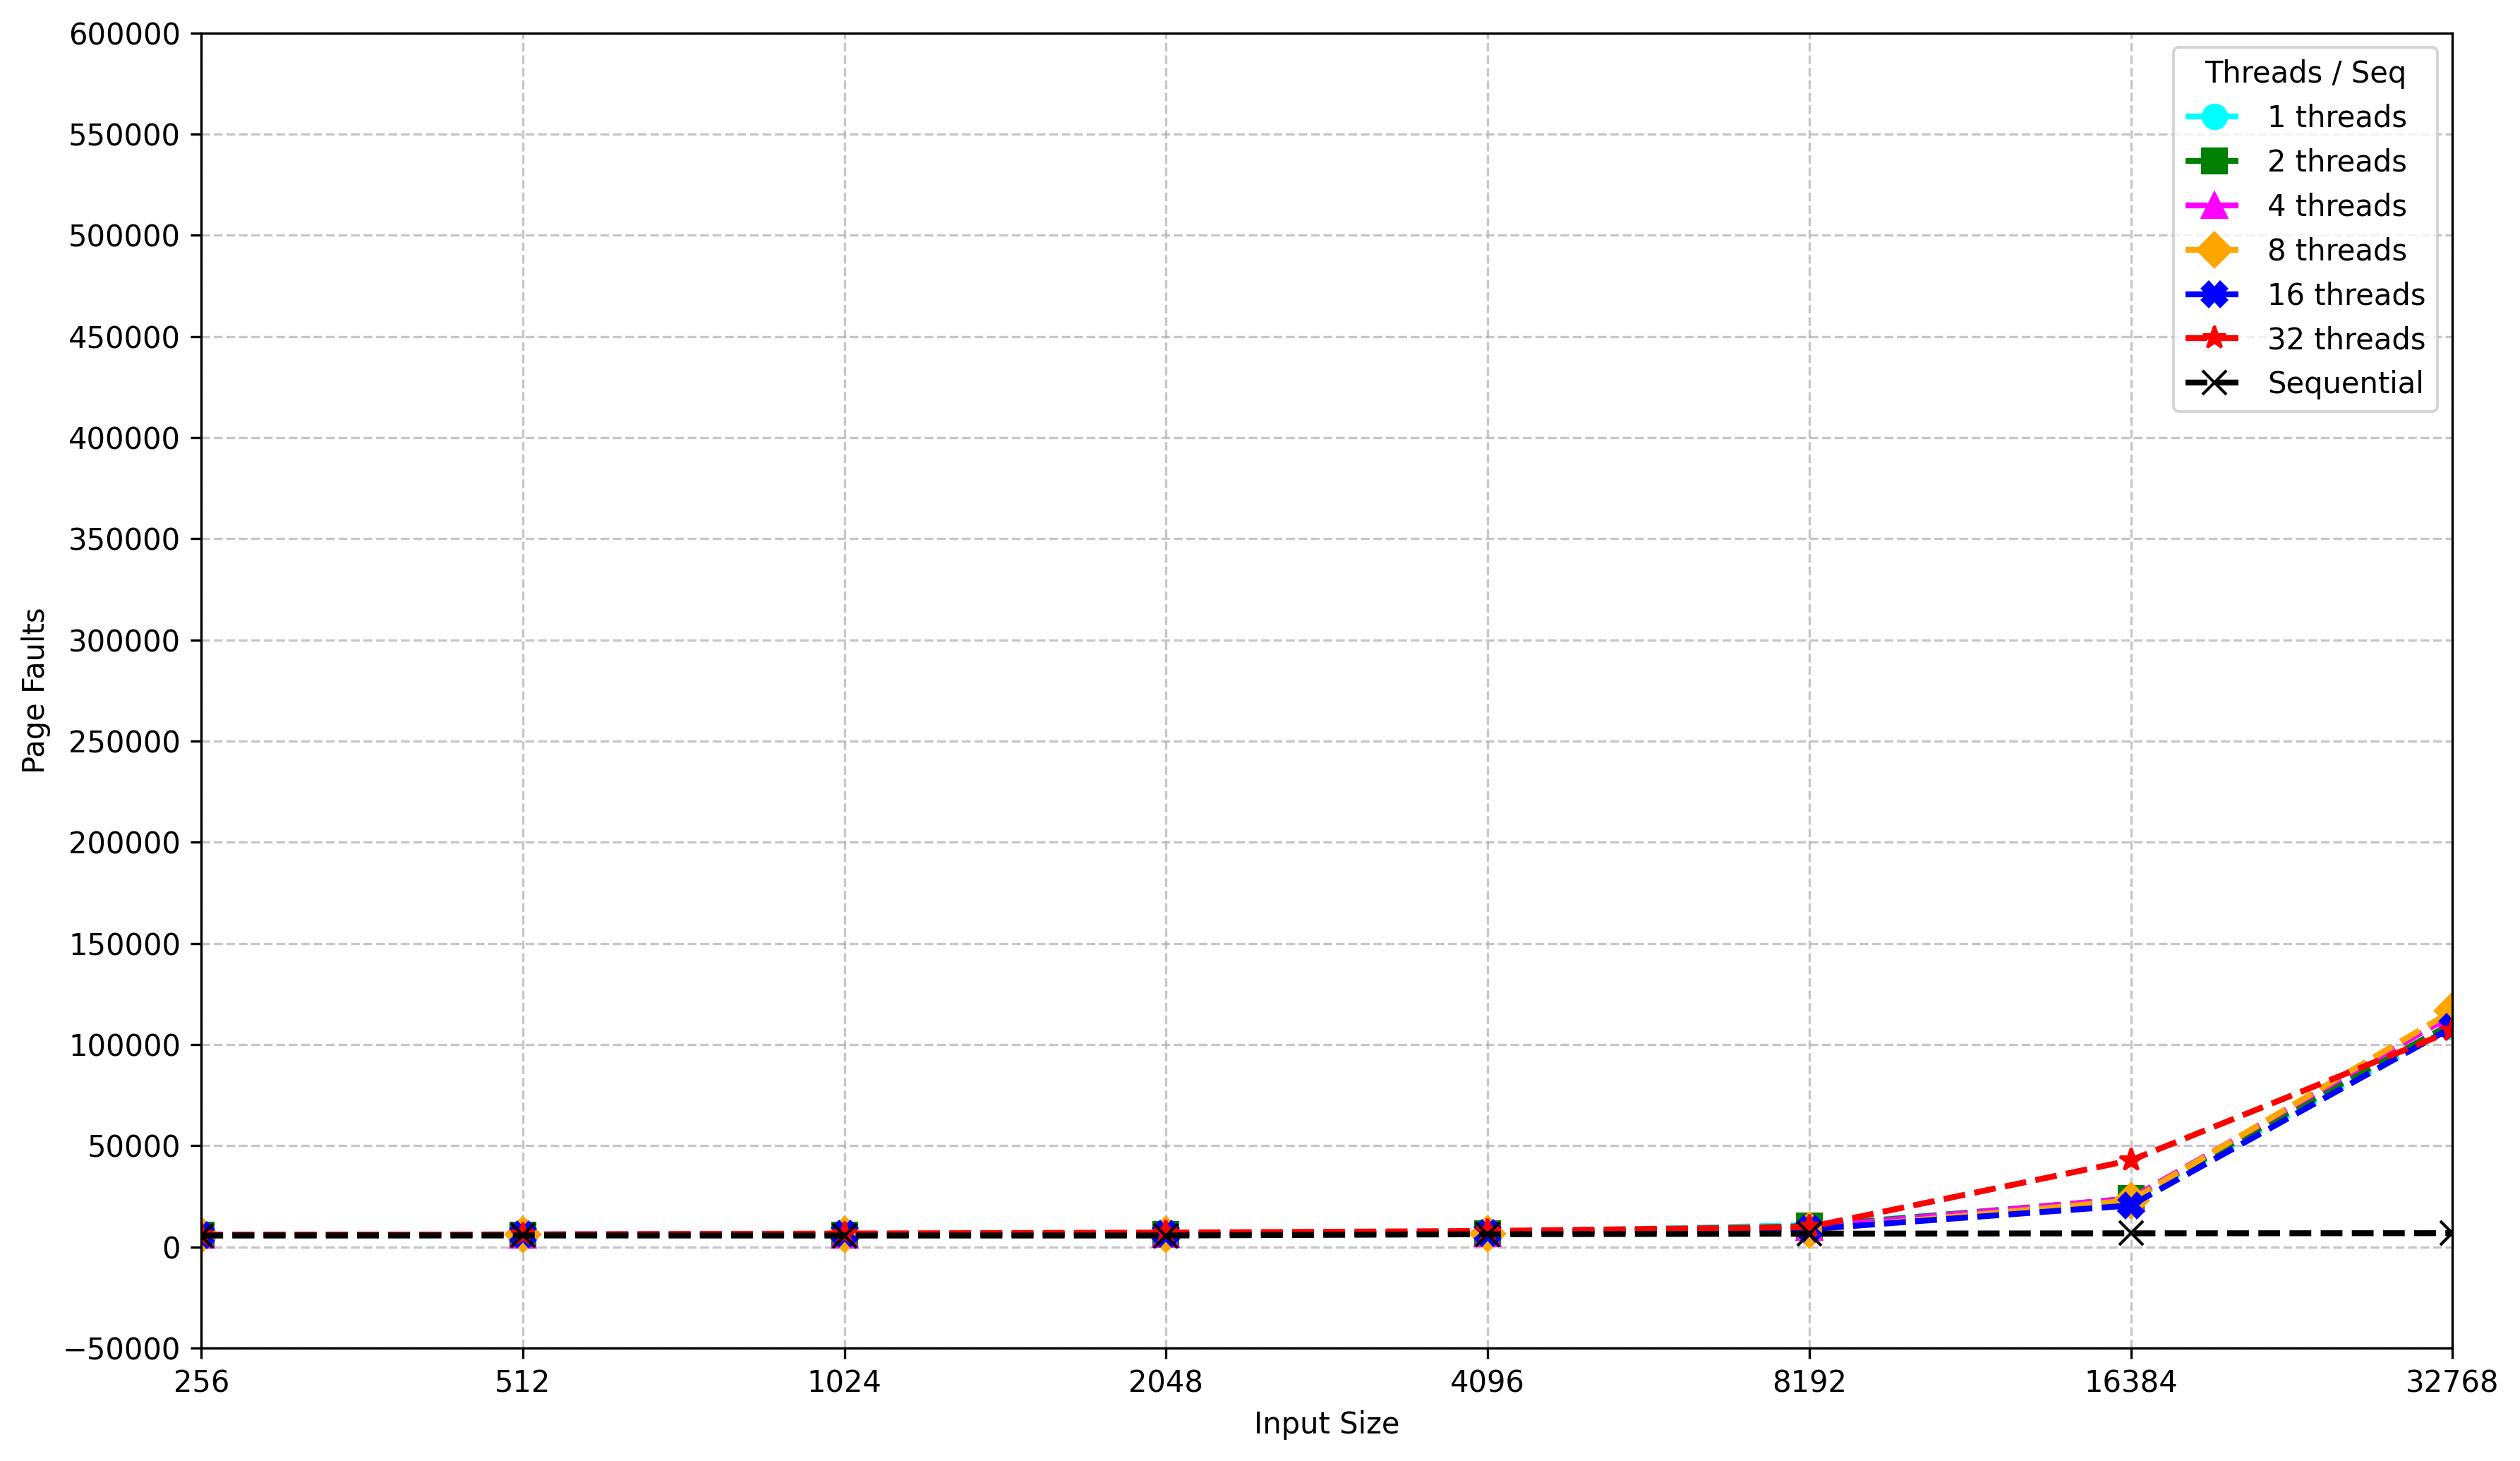 600000
550000
500000
450000
400000
350000
300000
250000
200000
150000
100000
50000
0
−50000
Page Faults
256 512 1024 2048 4096 8192 16384 32768
Input Size
Threads / Seq
1 threads
2 threads
4 threads
8 threads
16 threads
32 threads
Sequential